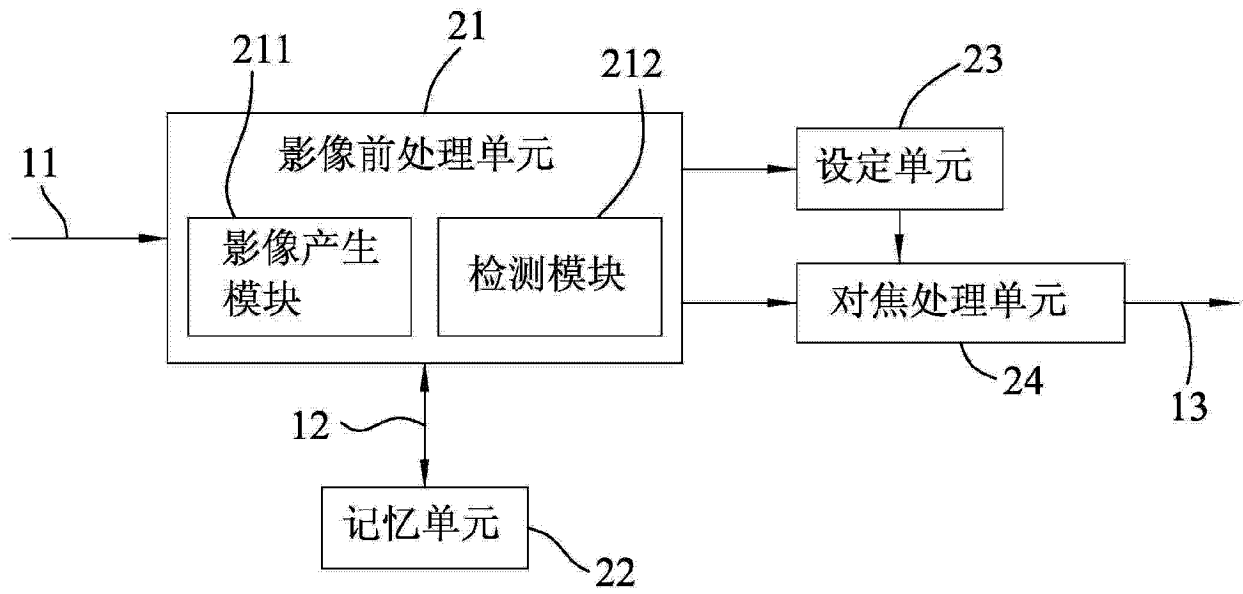 21
211
212
23
影像前处理单元
设定单元
11
影像产生
模块
检测模块
对焦处理单元
24
13
12
记忆单元
22